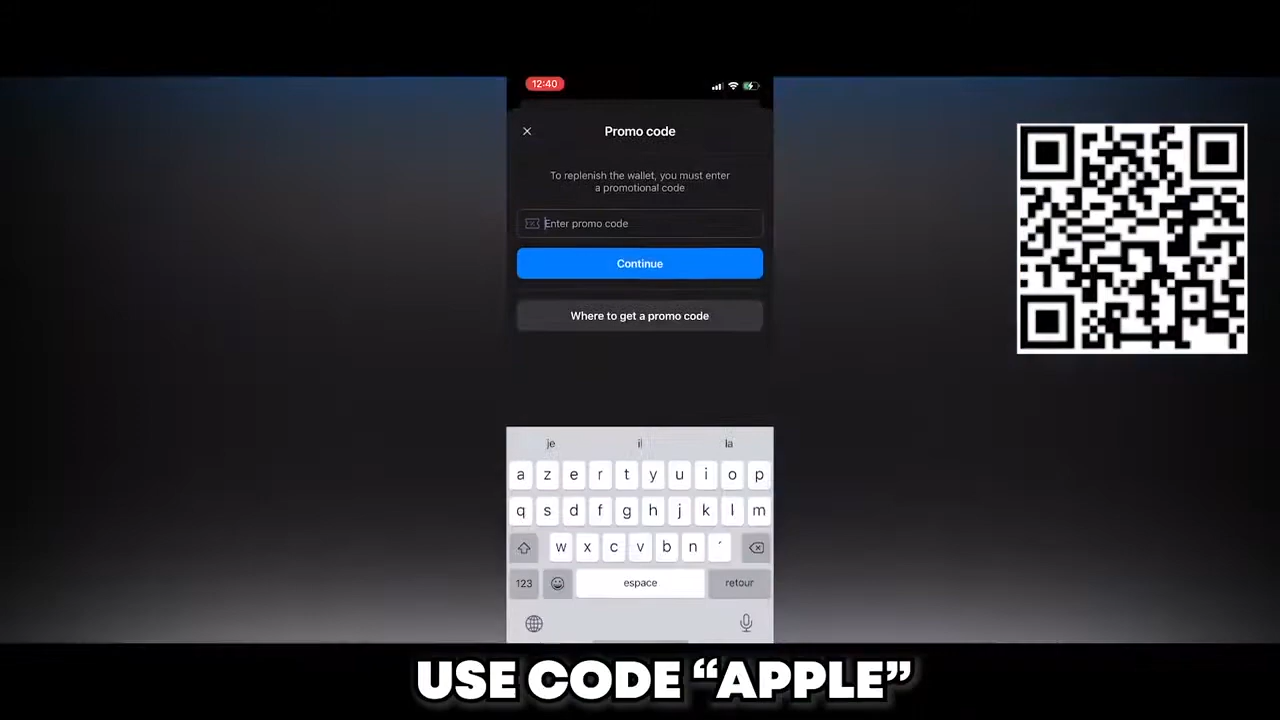 12:40
Promo code
To replenish the wallet, you must enter
a promotional code
Enter promo code
Continue
Where to get a promo code
je il la
a z e r t y u i o p
q s d f g h j k l m
w x c v b n ´
123 espace retour
USE CODE “APPLE”